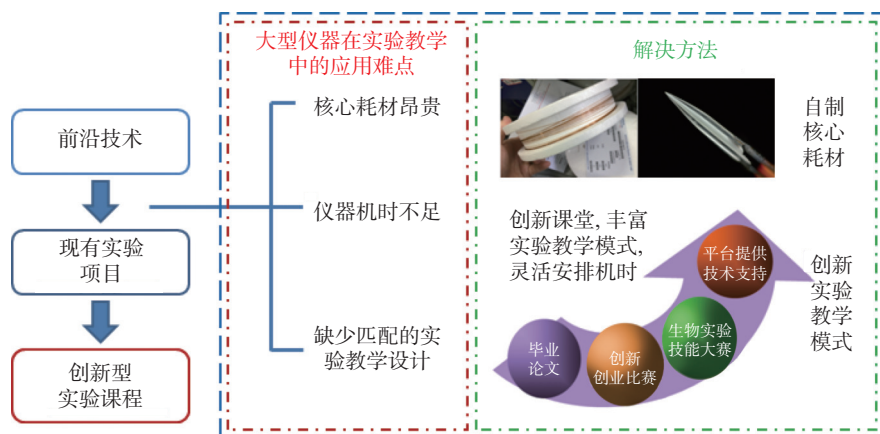 前沿技术
现有实验
项目
创新型
实验课程
大型仪器在实验教学
中的应用难点
核心耗材昂贵
仪器机时不足
缺少匹配的实
验教学设计
解决方法
自制
核心
耗材
创新课堂, 丰富
实验教学模式,
灵活安排机时
平台提供
技术支持
生物实验
技能大赛
创新
创业比赛
毕业
论文
创新
实验
教学
模式